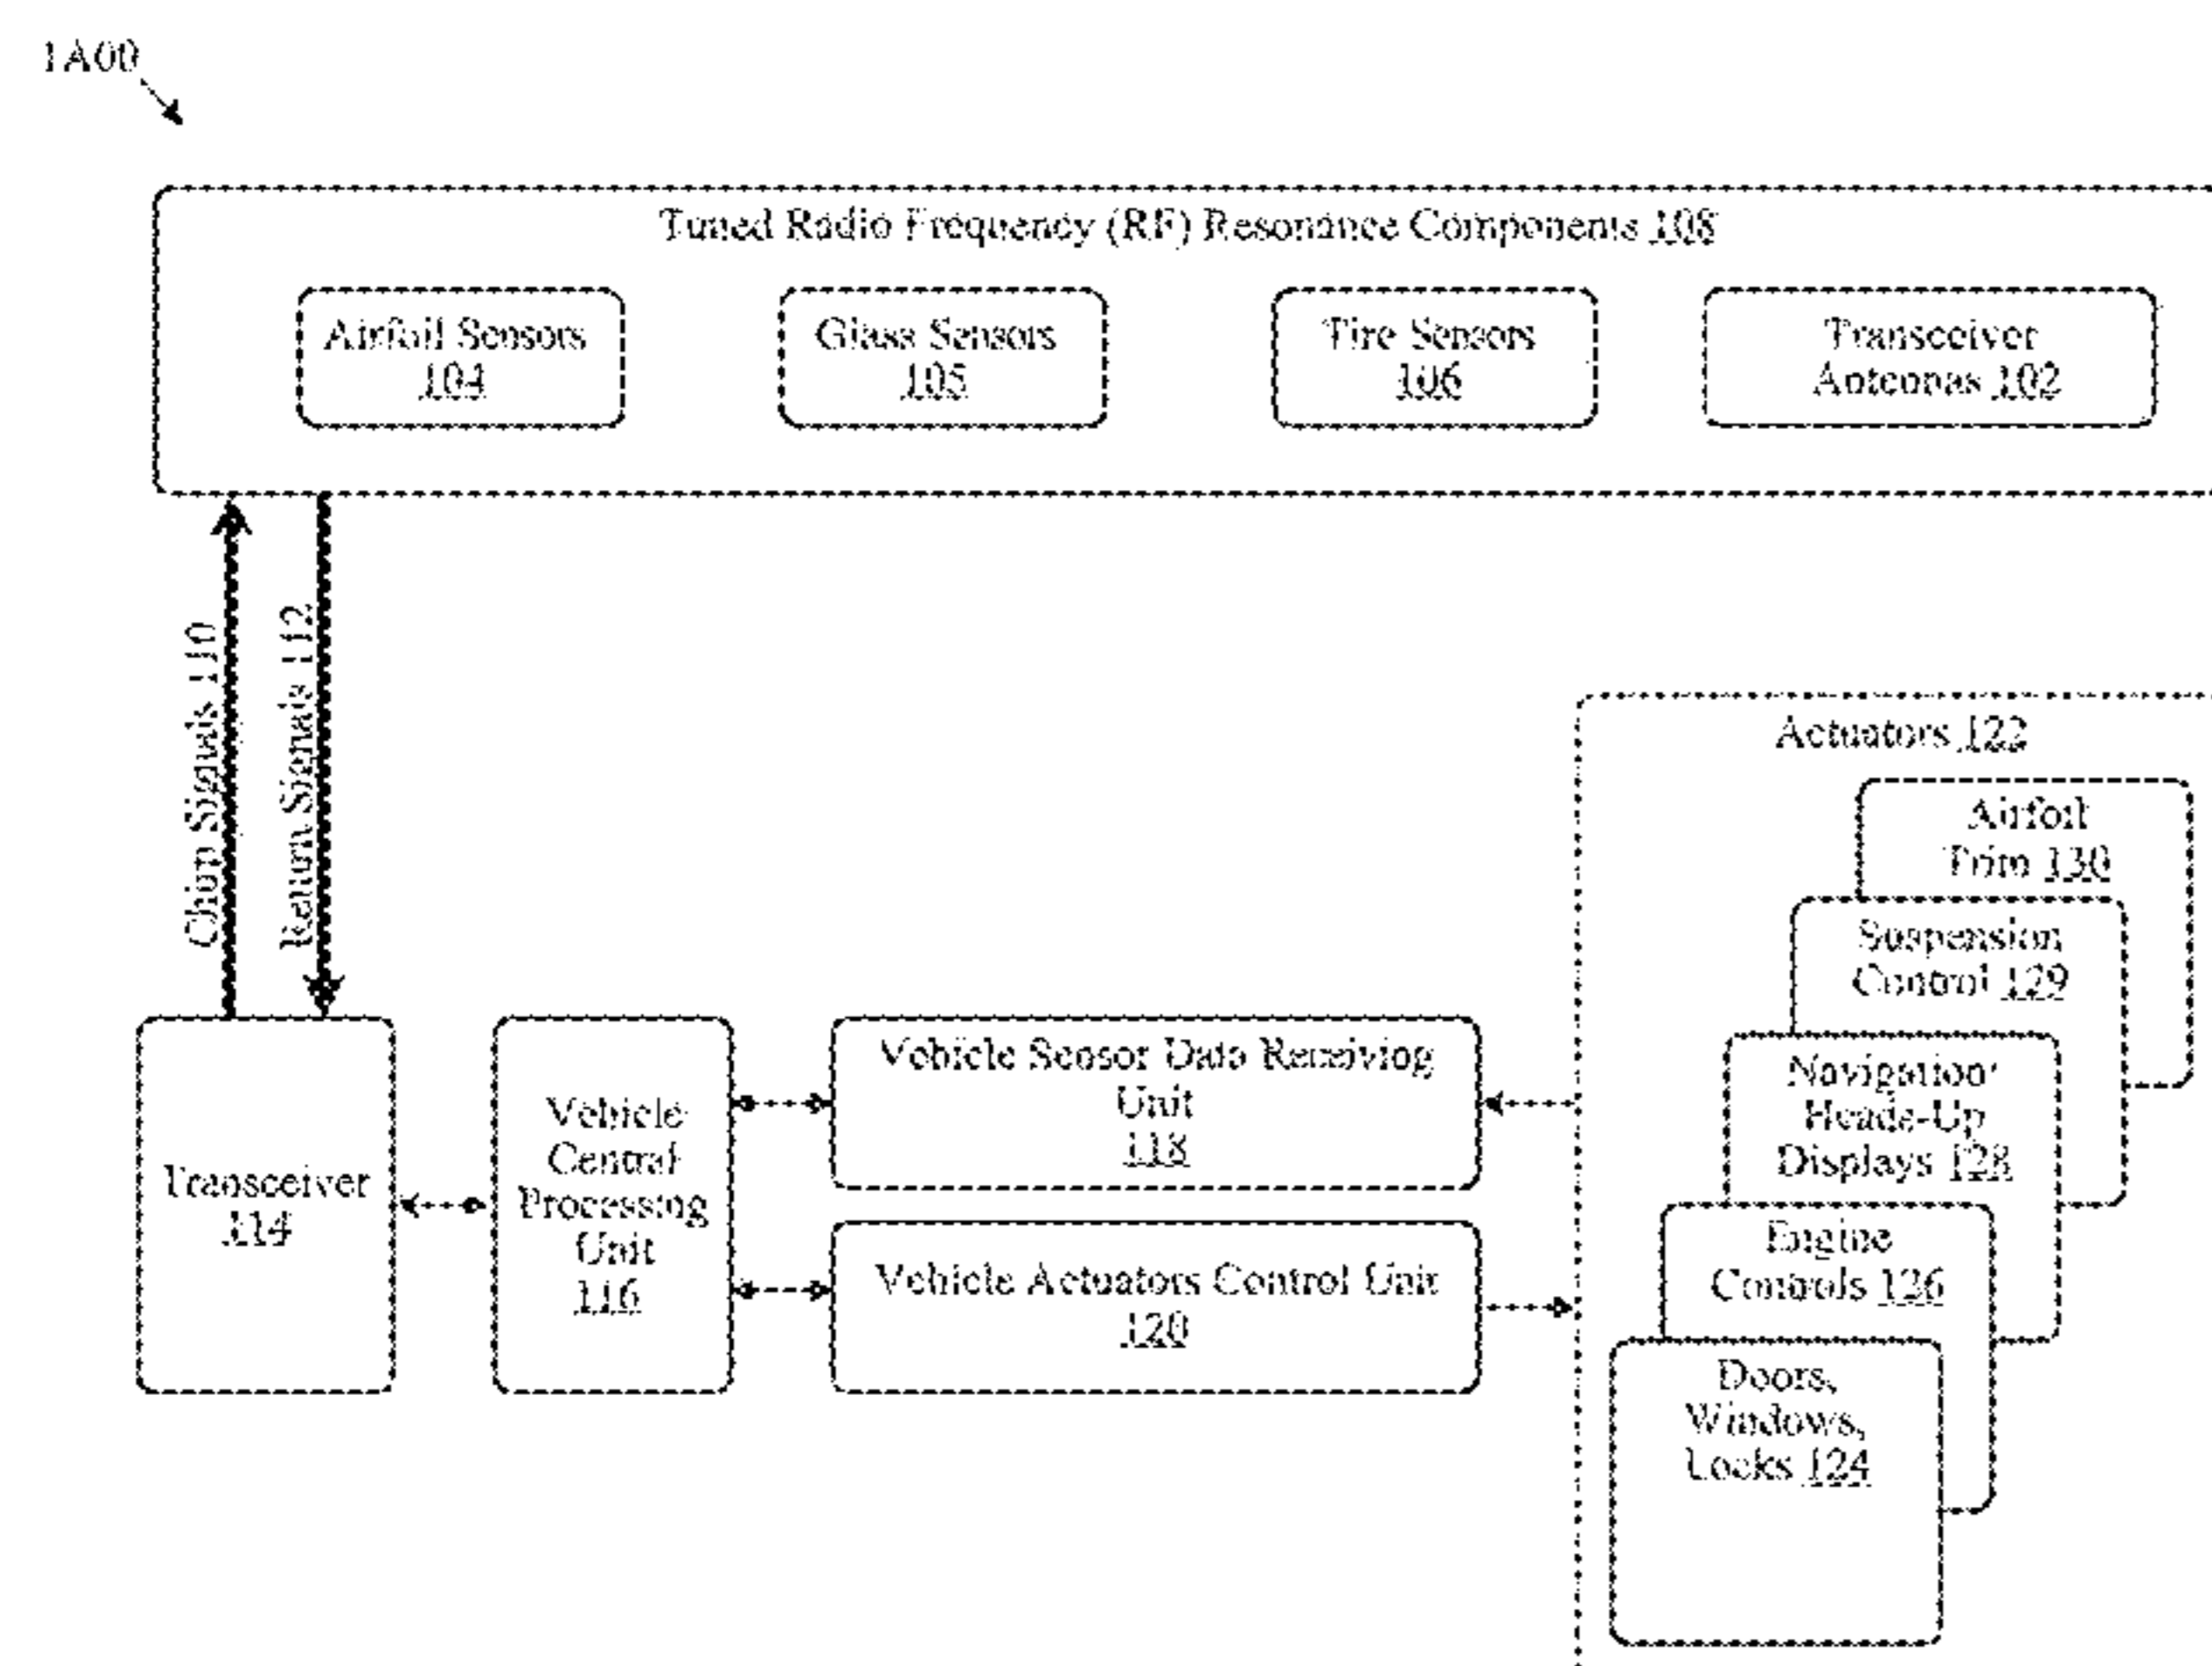 1A00
Tuned Radio Frequency (RF) Resonance Components 108
Airfoil Sensors
104
Glass Sensors
105
Tire Sensors
106
Transceiver
Antennas 102
Chirp Signals 110
Return Signals 112
Actuators 122
Airfoil
Trim 130
Suspension
Control 129
Navigation/
Heads-Up
Displays 128
Engine
Controls 126
Doors,
Windows,
Locks 124
Transceiver
114
Vehicle
Central
Processing
Unit
116
Vehicle Sensor Data Receiving
Unit
118
Vehicle Actuators Control Unit
120